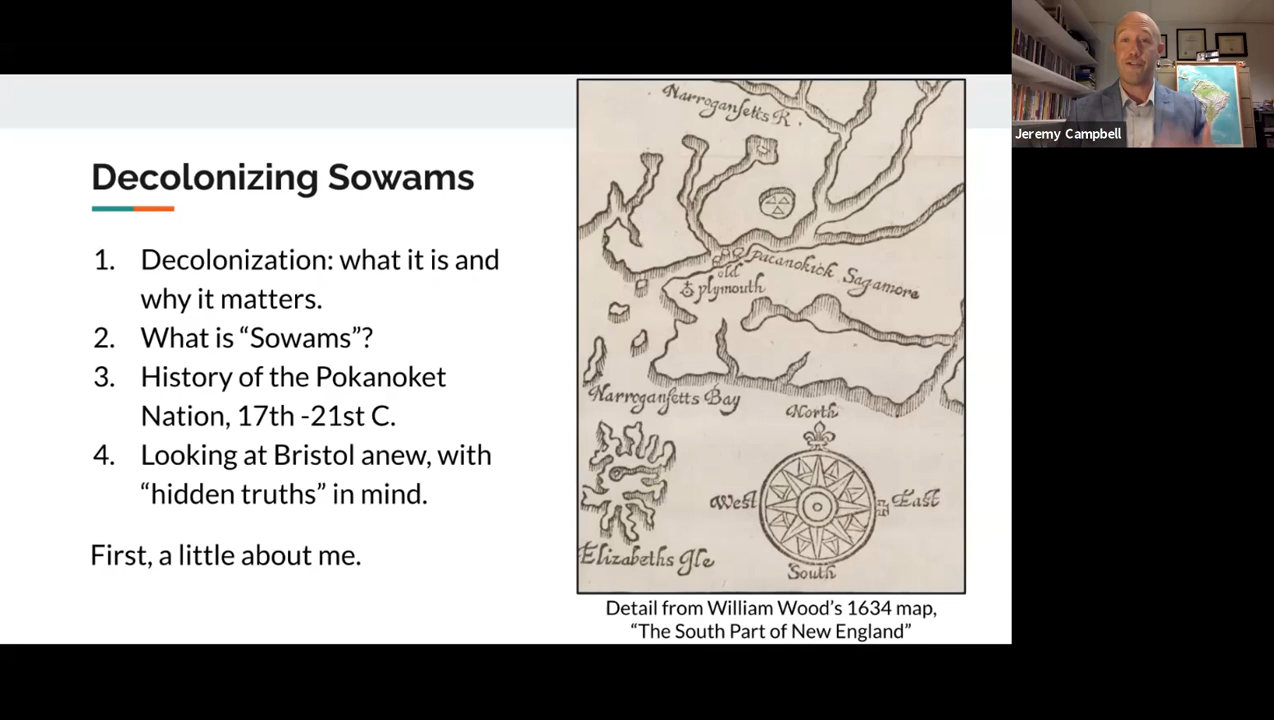 Decolonizing Sowams
1. Decolonization: what it is and
why it matters.
2. What is “Sowams”?
3. History of the Pokanoket
Nation, 17th -21st C.
4. Looking at Bristol anew, with
“hidden truths” in mind.
First, a little about me.
Narroganſetts R.
Pacanokick Sagamore
old
plymouth
Narroganſetts Bay
North
West
East
South
Elizabeths Ile
Detail from William Wood’s 1634 map,
“The South Part of New England”
Jeremy Campbell